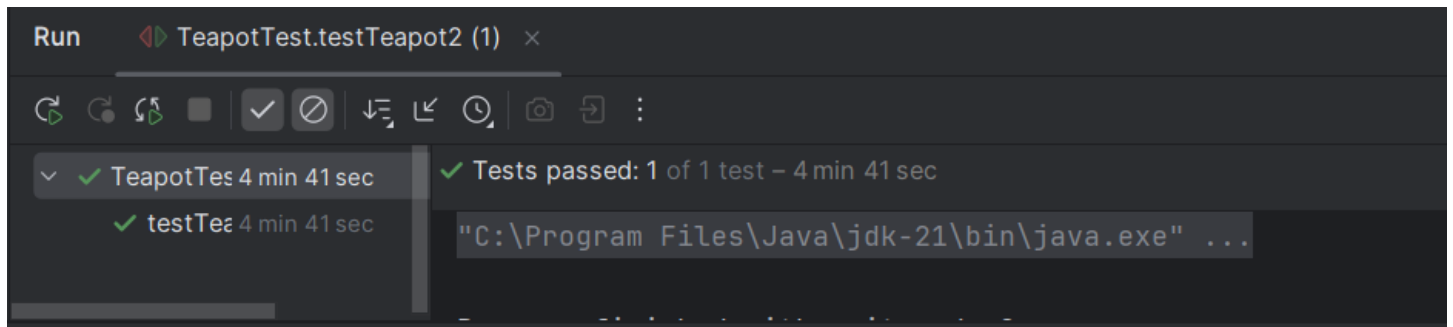 Run TeapotTest.testTeapot2 (1)
TeapotTes 4 min 41 sec
Tests passed: 1 of 1 test – 4 min 41 sec
testTea 4 min 41 sec
"C:\Program Files\Java\jdk-21\bin\java.exe" ...